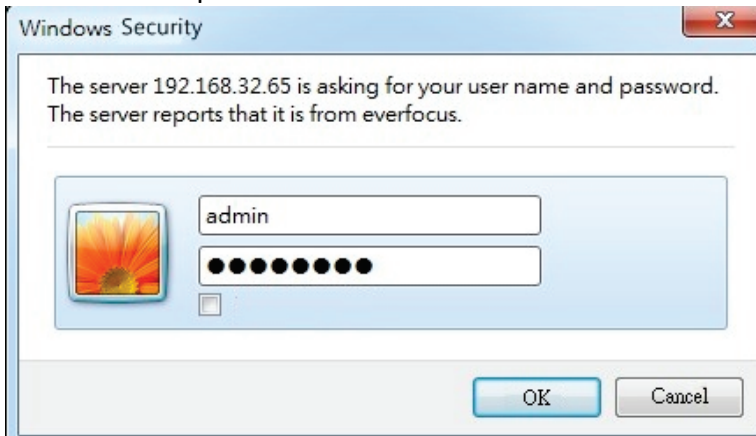 Windows Security
The server 192.168.32.65 is asking for your user name and password.
The server reports that it is from everfocus.
admin
●●●●●●●●
OK
Cancel